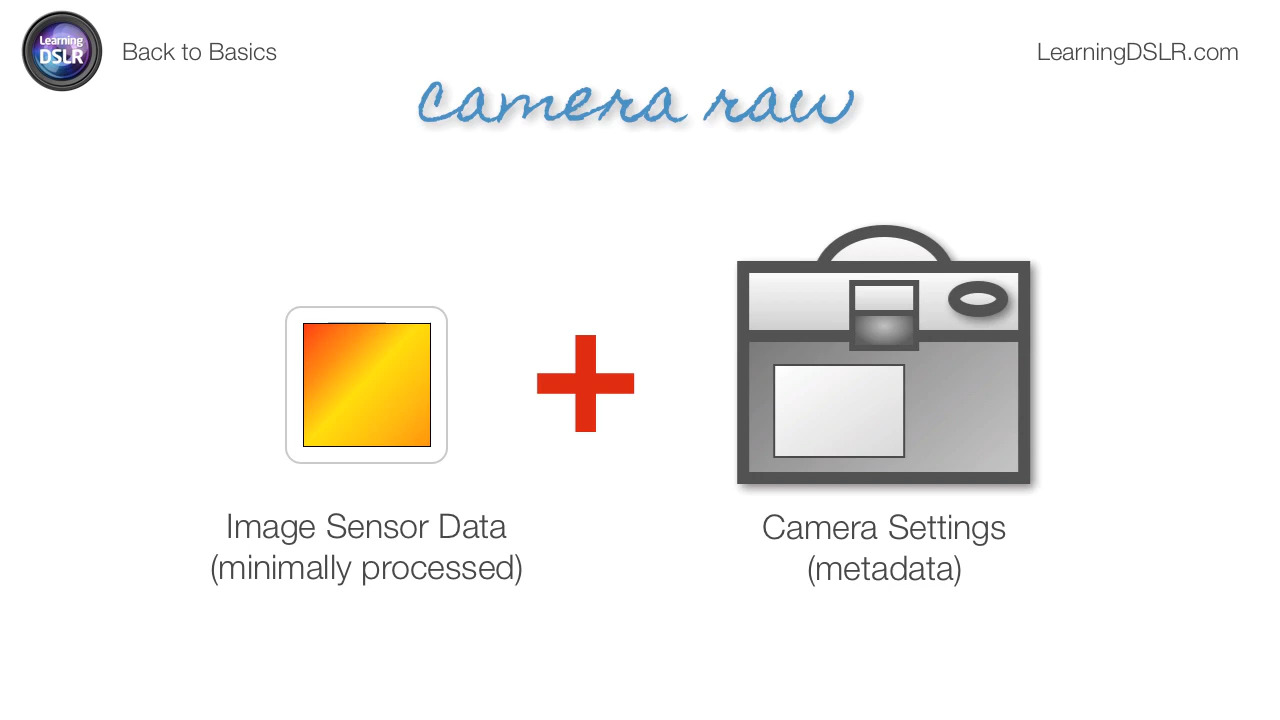 Learning
DSLR
Back to Basics
LearningDSLR.com
camera raw
Image Sensor Data
(minimally processed)
Camera Settings
(metadata)